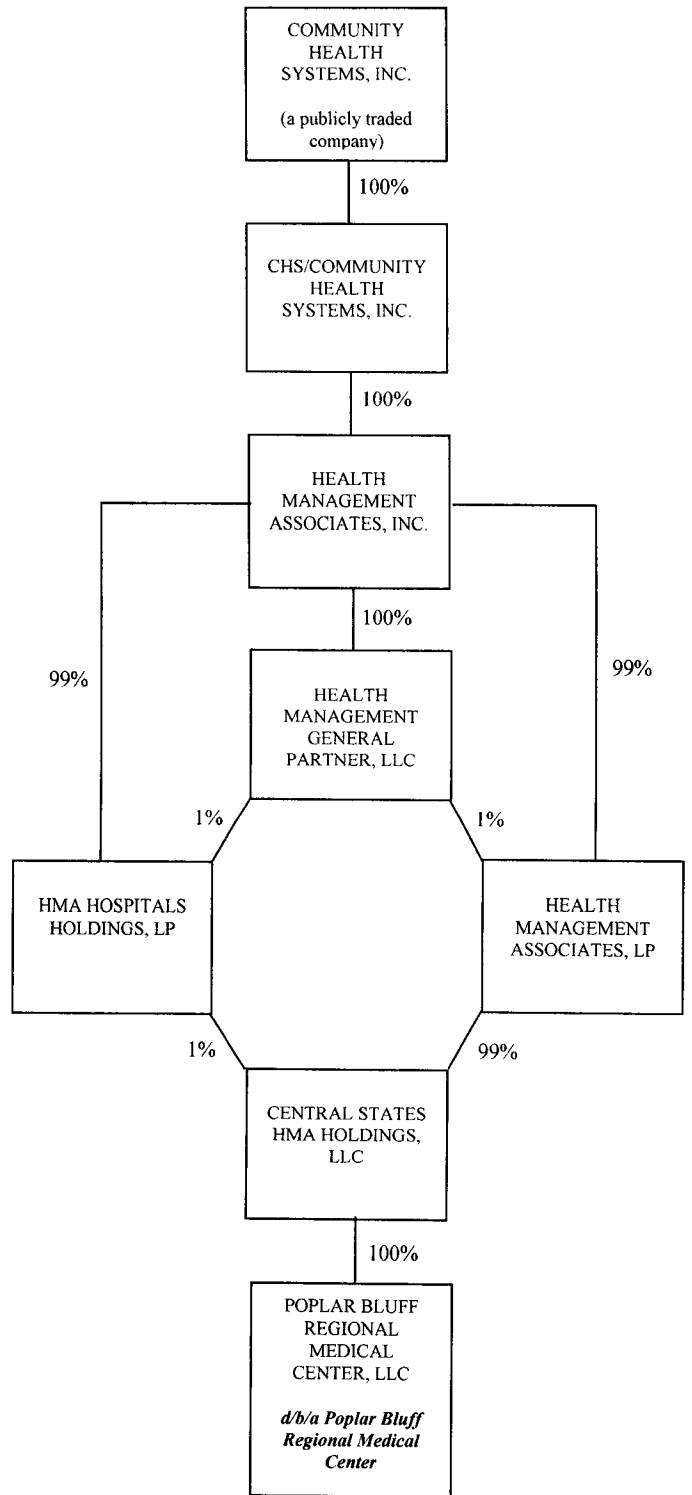 COMMUNITY
HEALTH
SYSTEMS, INC.
(a publicly traded
company)
100%
CHS/COMMUNITY
HEALTH
SYSTEMS, INC.
100%
HEALTH
MANAGEMENT
ASSOCIATES, INC.
100%
99%
99%
HEALTH
MANAGEMENT
GENERAL
PARTNER, LLC
1%
1%
HMA HOSPITALS
HOLDINGS, LP
HEALTH
MANAGEMENT
ASSOCIATES, LP
1%
99%
CENTRAL STATES
HMA HOLDINGS,
LLC
100%
POPLAR BLUFF
REGIONAL
MEDICAL
CENTER, LLC
d/b/a Poplar Bluff
Regional Medical
Center